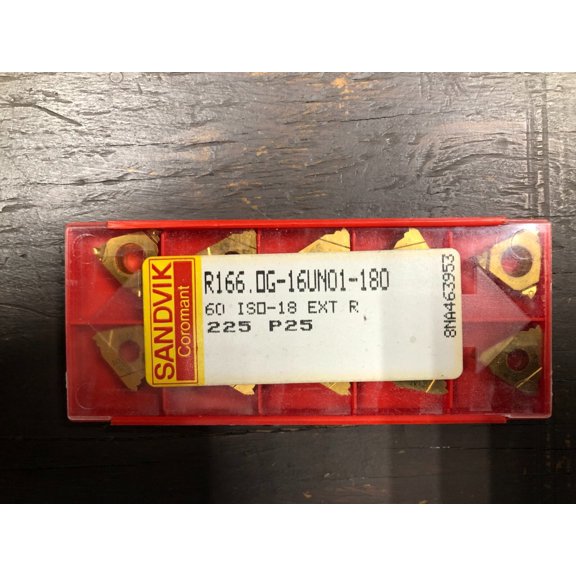 SANDVIK
Coromant
R166.0G-16UN01-180
60 ISO-18 EXT R
225 P25
8NA463953